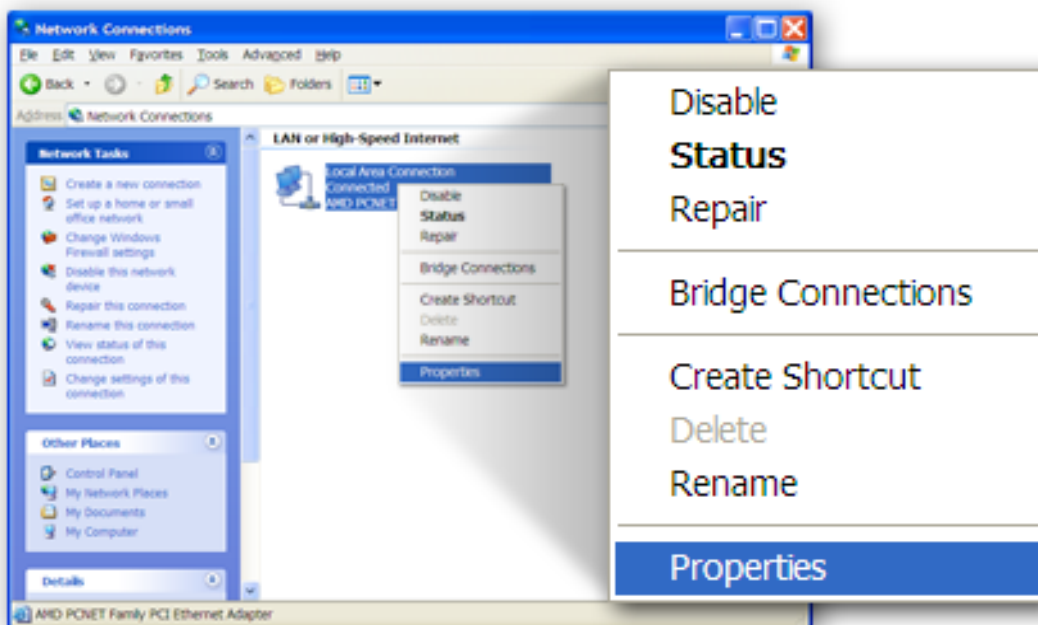 Network Connections
File Edit View Favorites Tools Advanced Help
Back Search Folders
Address Network Connections
Network Tasks
Create a new connection
Set up a home or small
office network
Change Windows
Firewall settings
Disable this network
device
Repair this connection
Rename this connection
View status of this
connection
Change settings of this
connection
Other Places
Control Panel
My Network Places
My Documents
My Computer
Details
LAN or High-Speed Internet
Local Area Connection
Connected
AMD PCNET
Disable
Status
Repair
Bridge Connections
Create Shortcut
Delete
Rename
Properties
Disable
Status
Repair
Bridge Connections
Create Shortcut
Delete
Rename
Properties
AMD PCNET Family PCI Ethernet Adapter